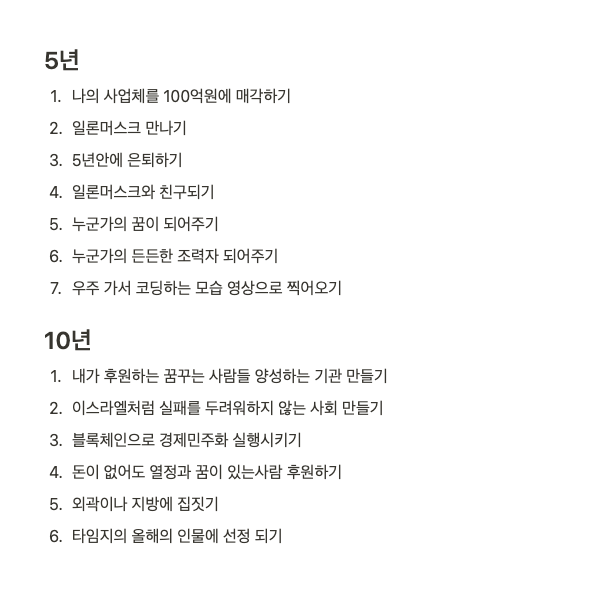 5년
1. 나의 사업체를 100억원에 매각하기
2. 일론머스크 만나기
3. 5년안에 은퇴하기
4. 일론머스크와 친구되기
5. 누군가의 꿈이 되어주기
6. 누군가의 든든한 조력자 되어주기
7. 우주 가서 코딩하는 모습 영상으로 찍어오기
10년
1. 내가 후원하는 꿈꾸는 사람들 양성하는 기관 만들기
2. 이스라엘처럼 실패를 두려워하지 않는 사회 만들기
3. 블록체인으로 경제민주화 실행시키기
4. 돈이 없어도 열정과 꿈이 있는사람 후원하기
5. 외곽이나 지방에 집짓기
6. 타임지의 올해의 인물에 선정 되기